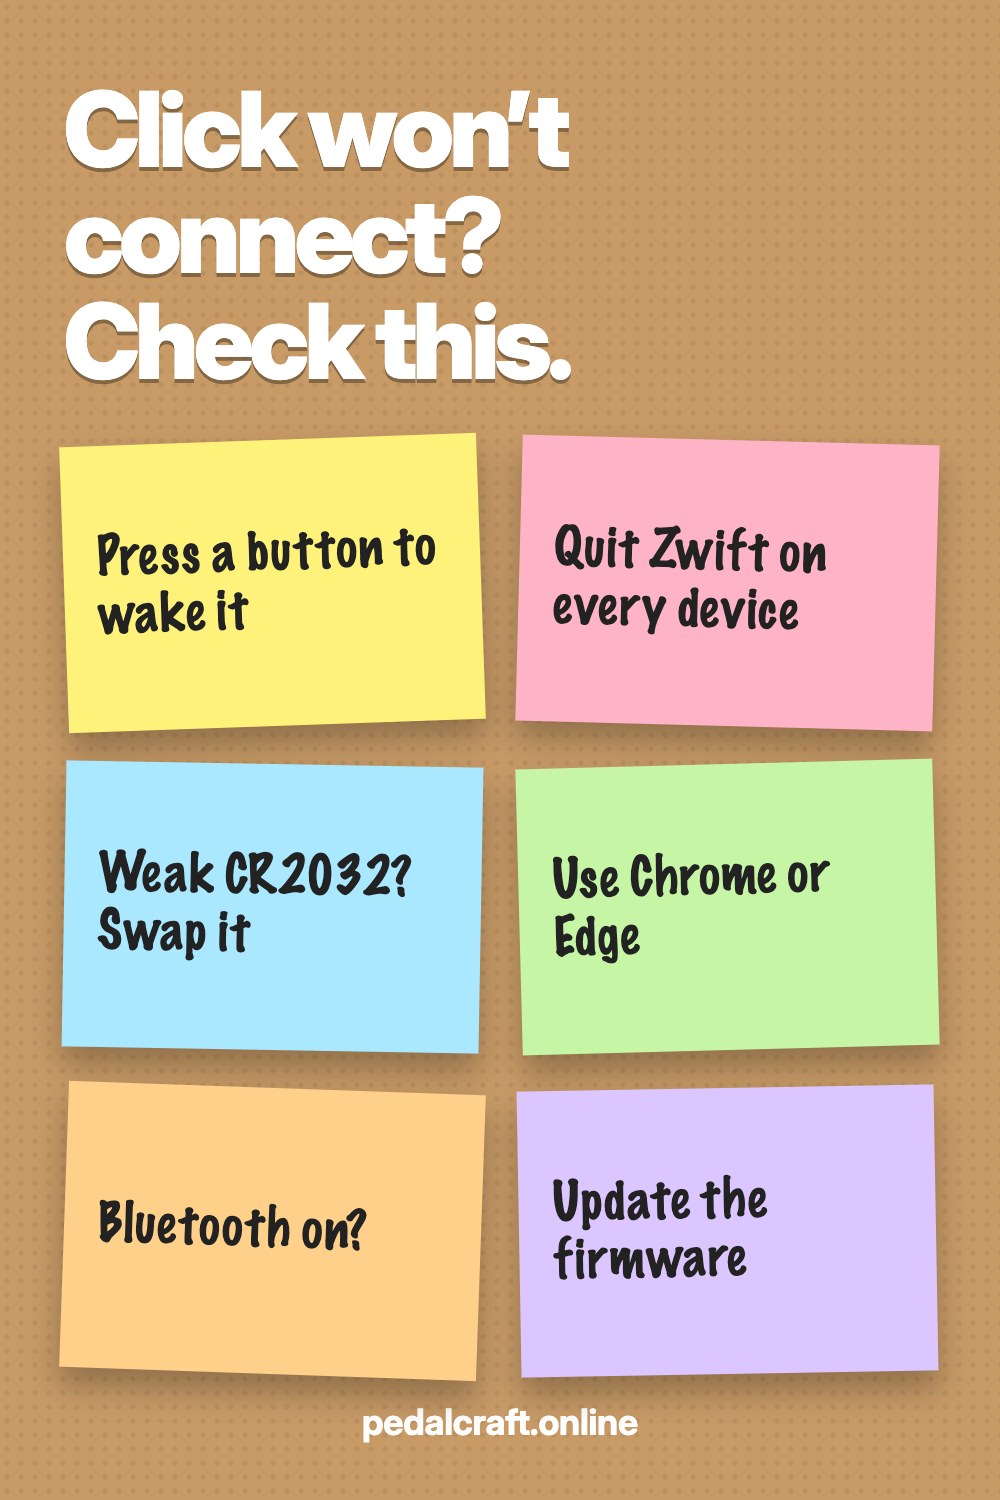 Click won’t
connect?
Check this.
Press a button to
wake it
Quit Zwift on
every device
Weak CR2032?
Swap it
Use Chrome or
Edge
Bluetooth on?
Update the
firmware
pedalcraft.online